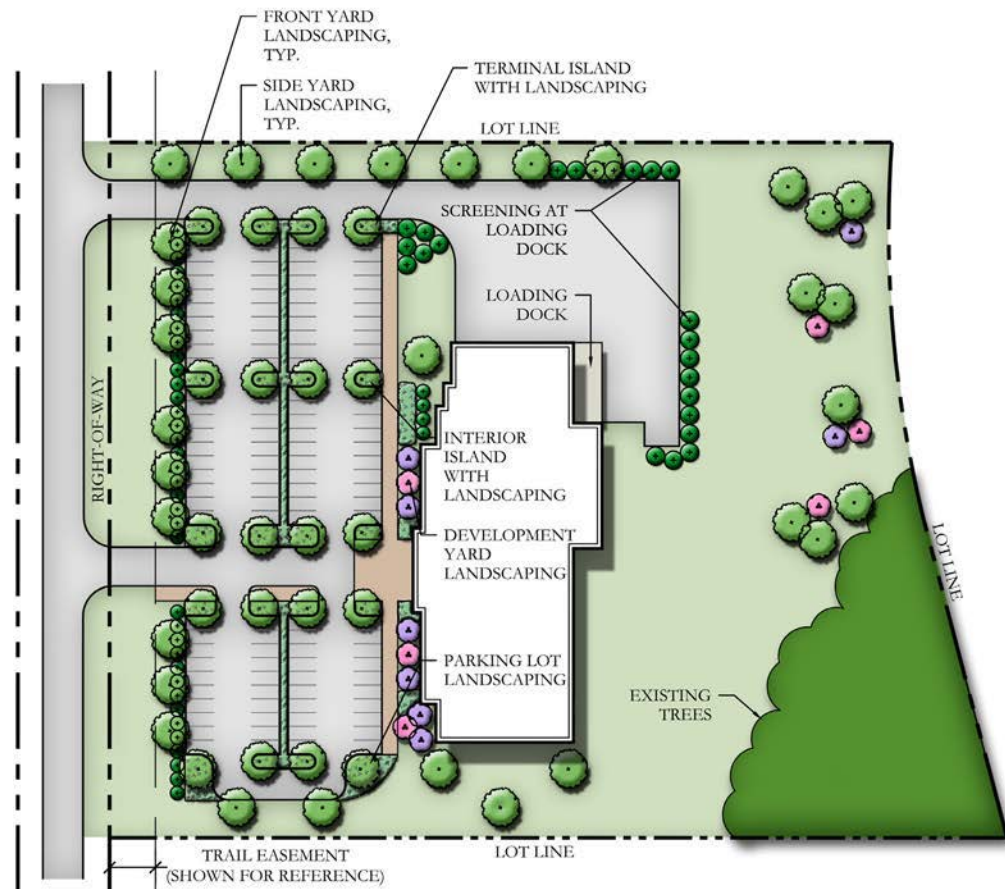 FRONT YARD
LANDSCAPING,
TYP.
SIDE YARD
LANDSCAPING,
TYP.
TERMINAL ISLAND
WITH LANDSCAPING
LOT LINE
SCREENING AT
LOADING
DOCK
LOADING
DOCK
RIGHT-OF-WAY
INTERIOR
ISLAND
WITH
LANDSCAPING
DEVELOPMENT
YARD
LANDSCAPING
LOT LINE
PARKING LOT
LANDSCAPING
EXISTING
TREES
TRAIL EASEMENT
(SHOWN FOR REFERENCE)
LOT LINE